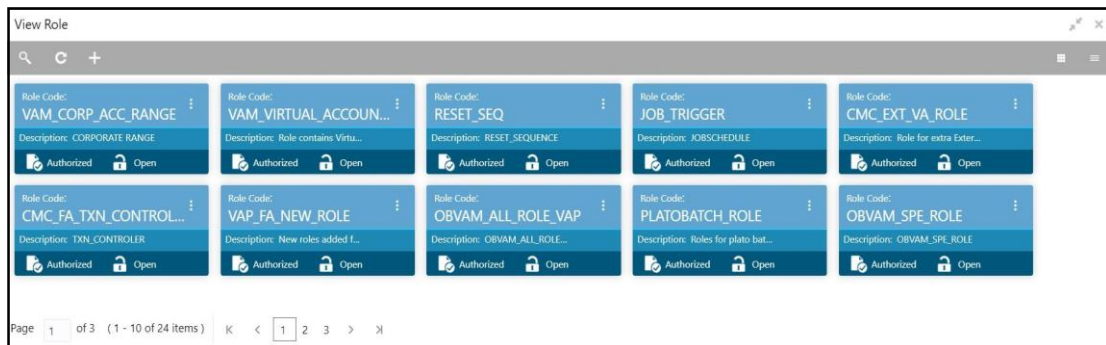 View Role
Role Code:
VAM_CORP_ACC_RANGE
Description: CORPORATE RANGE
Authorized Open
Role Code:
VAM_VIRTUAL_ACCOUN...
Description: Role contains Virtu...
Authorized Open
Role Code:
RESET_SEQ
Description: RESET_SEQUENCE
Authorized Open
Role Code:
JOB_TRIGGER
Description: JOBSCHEDULE
Authorized Open
Role Code:
CMC_EXT_VA_ROLE
Description: Role for extra Exter...
Authorized Open
Role Code:
CMC_FA_TXN_CONTROL...
Description: TXN_CONTROLER
Authorized Open
Role Code:
VAP_FA_NEW_ROLE
Description: New roles added f...
Authorized Open
Role Code:
OBVAM_ALL_ROLE_VAP
Description: OBVAM_ALL_ROLE...
Authorized Open
Role Code:
PLATOBATCH_ROLE
Description: Roles for plato bat...
Authorized Open
Role Code:
OBVAM_SPE_ROLE
Description: OBVAM_SPE_ROLE
Authorized Open
Page 1 of 3 ( 1 - 10 of 24 items ) 1 2 3